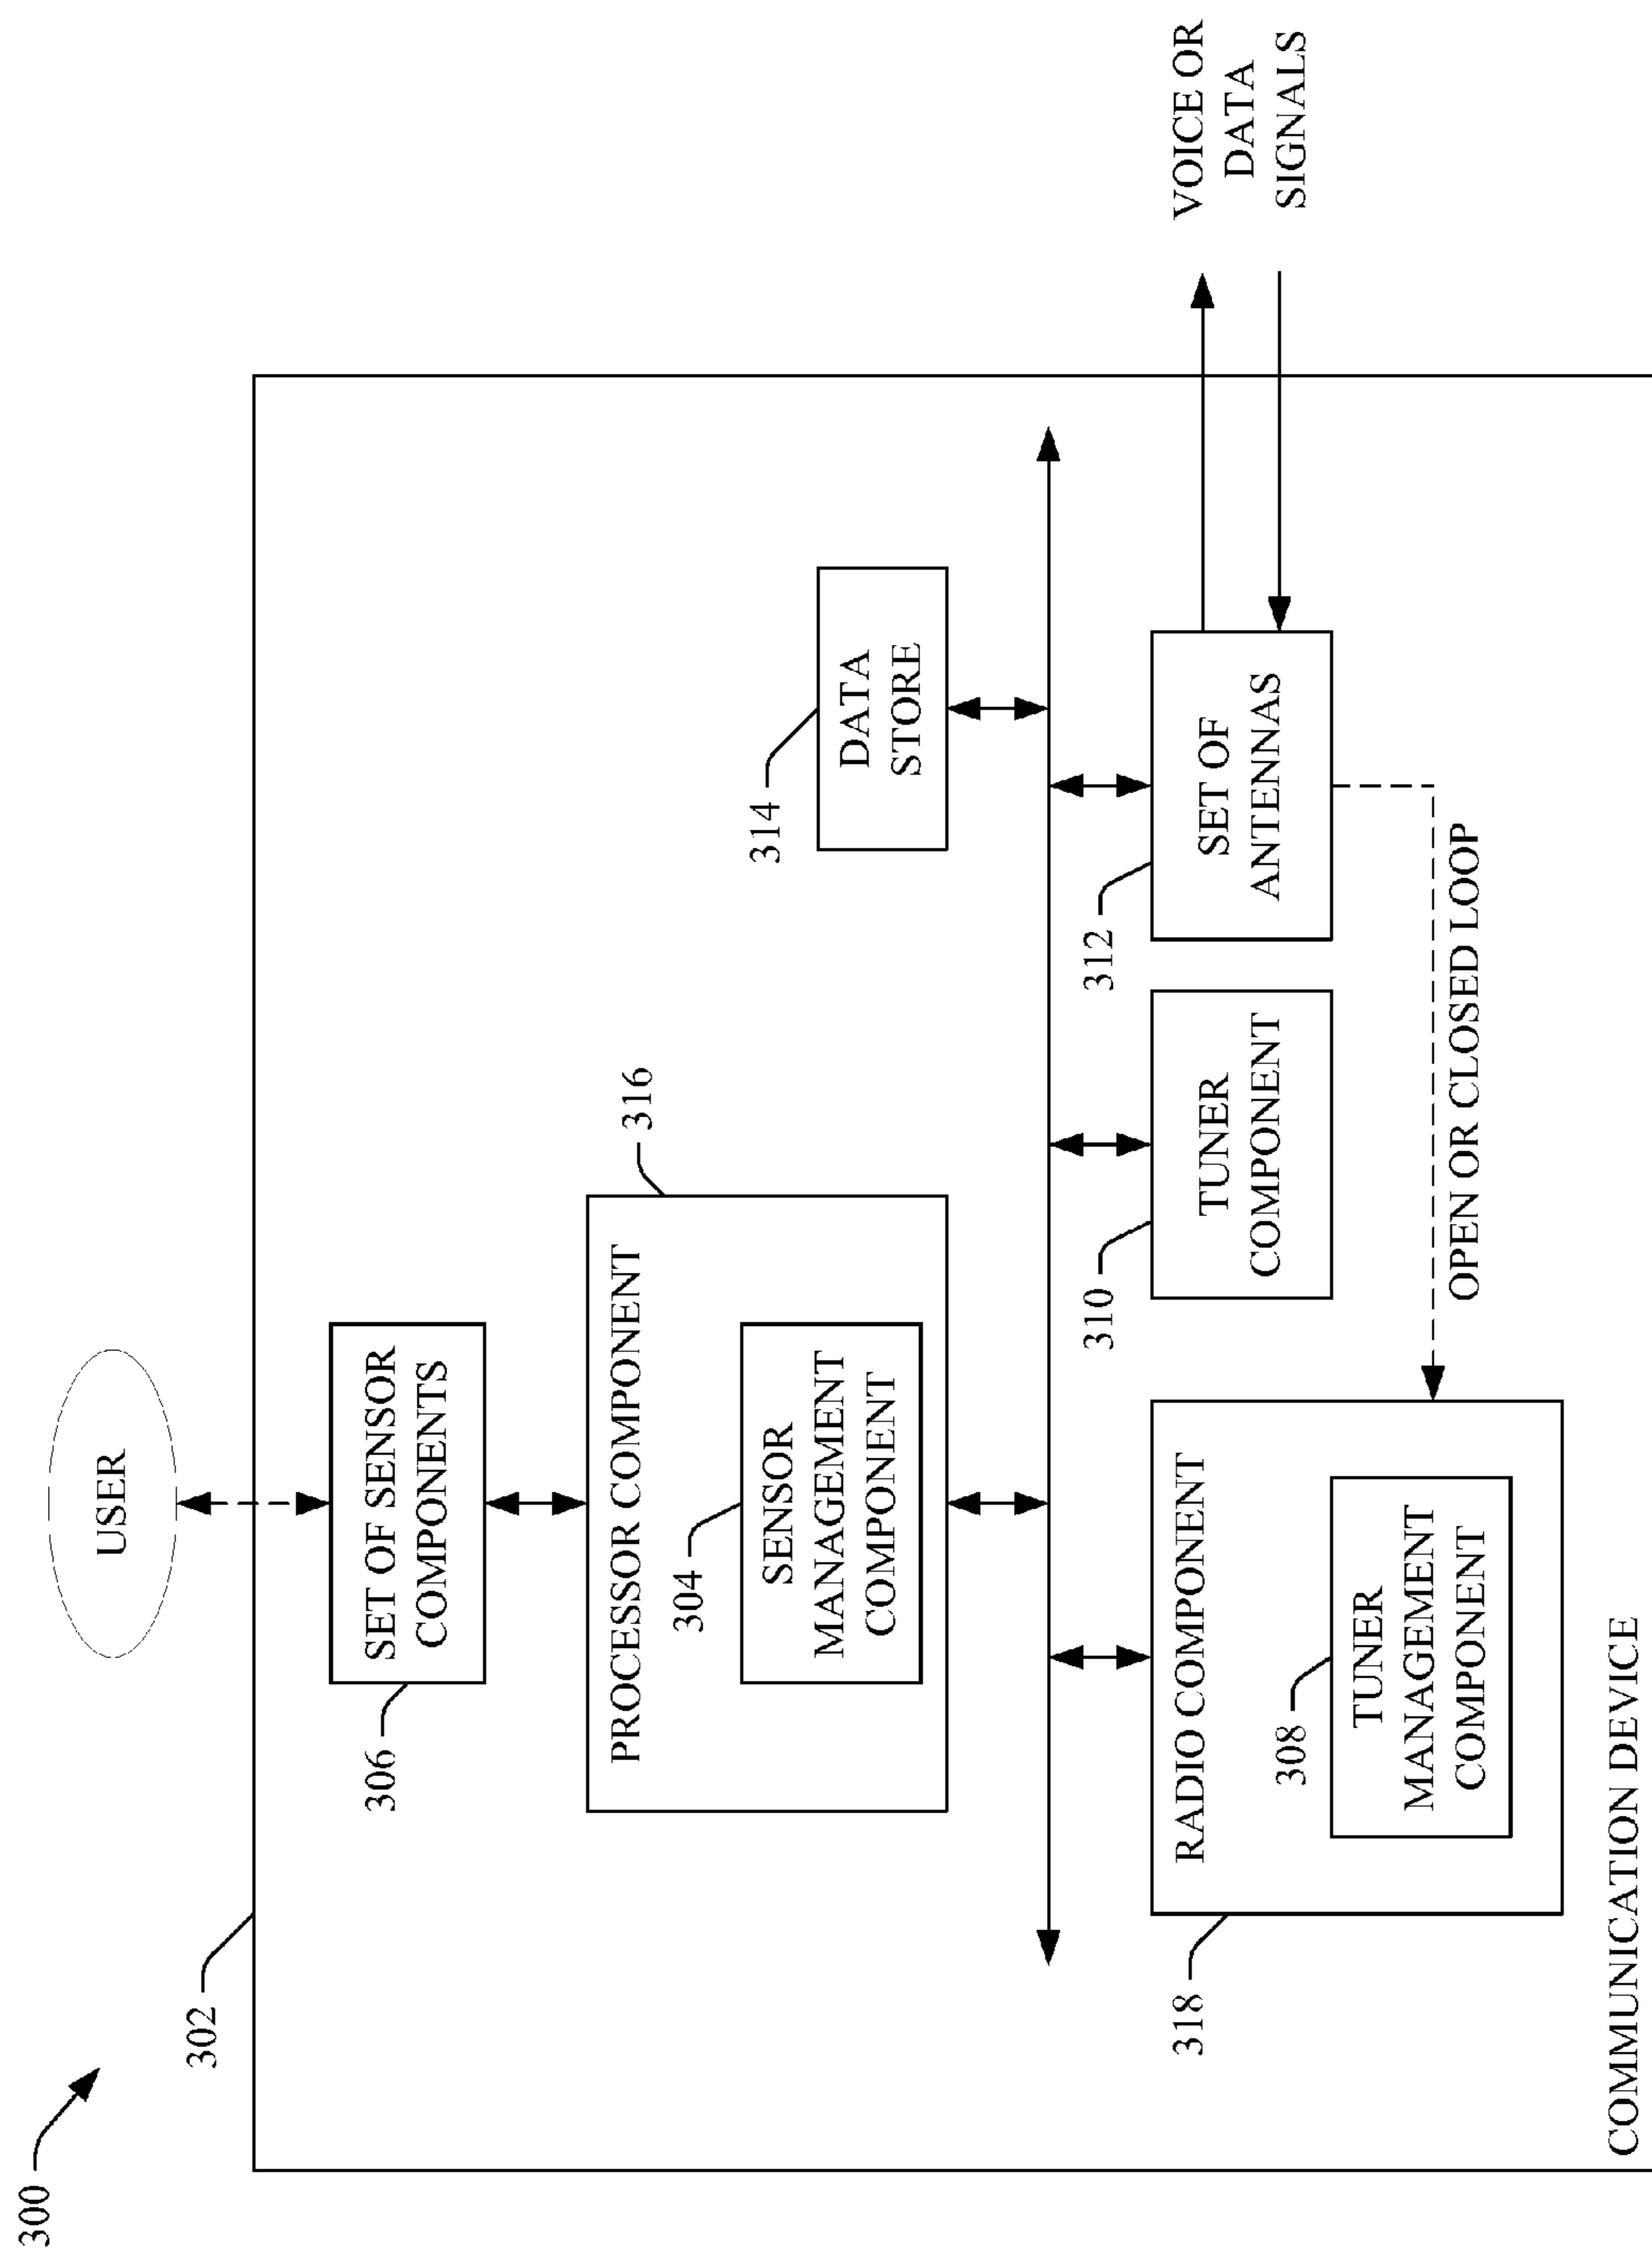 300
302
USER
306
SET OF SENSOR
COMPONENTS
PROCESSOR COMPONENT
316
304
SENSOR
MANAGEMENT
COMPONENT
314
DATA
STORE
318
RADIO COMPONENT
308
TUNER
MANAGEMENT
COMPONENT
310
TUNER
COMPONENT
312
SET OF
ANTENNAS
OPEN OR CLOSED LOOP
VOICE OR
DATA
SIGNALS
COMMUNICATION DEVICE